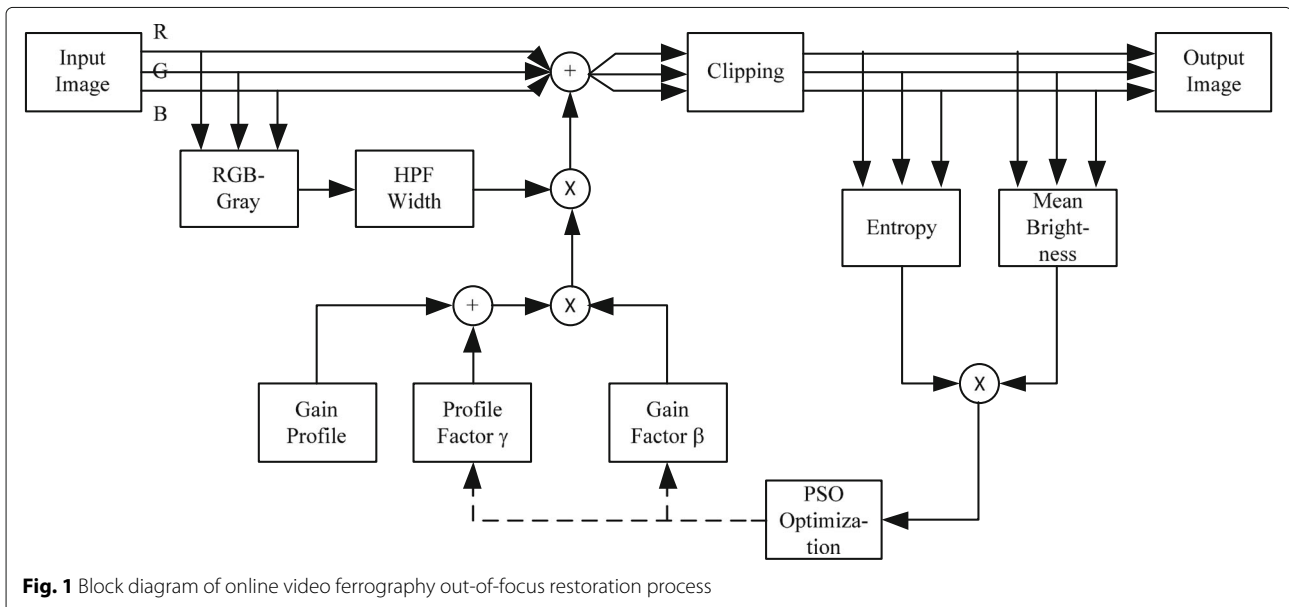 R
Input
Image
G
B
+
Clipping
Output
Image
RGB-
Gray
HPF
Width
X
Entropy
Mean
Bright-
ness
+
X
X
Gain
Profile
Profile
Factor γ
Gain
Factor β
PSO
Optimiza-
tion
Fig. 1 Block diagram of online video ferrography out-of-focus restoration process